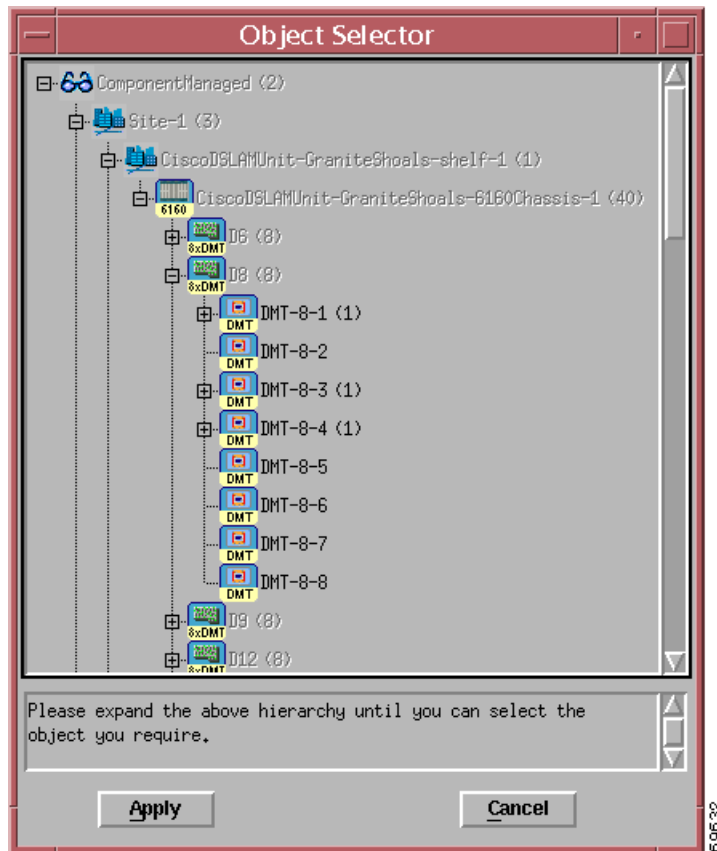 Object Selector
ComponentManaged (2)
Site-1 (3)
CiscoDSLAMUnit-GraniteShoals-shelf-1 (1)
6160 CiscoDSLAMUnit-GraniteShoals-6160Chassis-1 (40)
8xDMT D6 (8)
8xDMT D8 (8)
DMT DMT-8-1 (1)
DMT DMT-8-2
DMT DMT-8-3 (1)
DMT DMT-8-4 (1)
DMT DMT-8-5
DMT DMT-8-6
DMT DMT-8-7
DMT DMT-8-8
8xDMT D9 (8)
8xDMT D12 (8)
Please expand the above hierarchy until you can select the
object you require.
Apply Cancel
69639